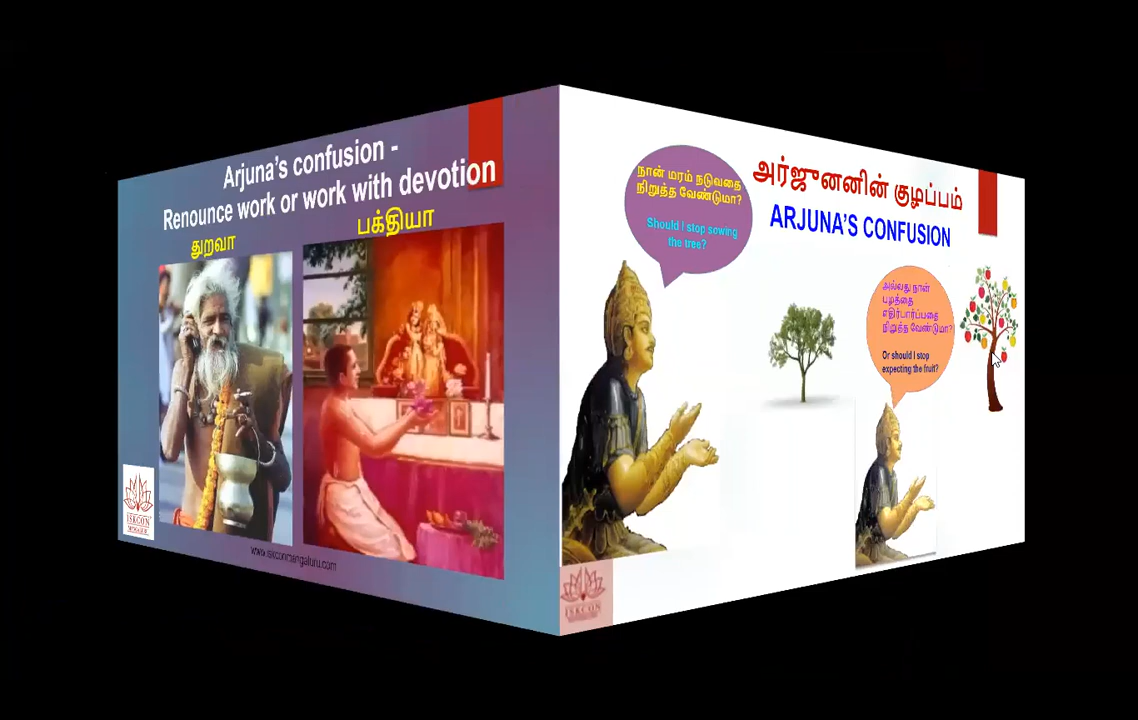 Arjuna's confusion -
Renounce work or work with devotion
துறவா
பக்தியா
ISKCON
www.iskconmangaluru.com
அர்ஜுனனின் குழப்பம்
ARJUNA'S CONFUSION
நான் மரம் நடுவதை
நிறுத்த வேண்டுமா?
Should I stop sowing
the tree?
அல்லது நான்
பழத்தை
எதிர்பார்ப்பதை
நிறுத்த வேண்டுமா?
Or should I stop
expecting the fruit?
ISKCON